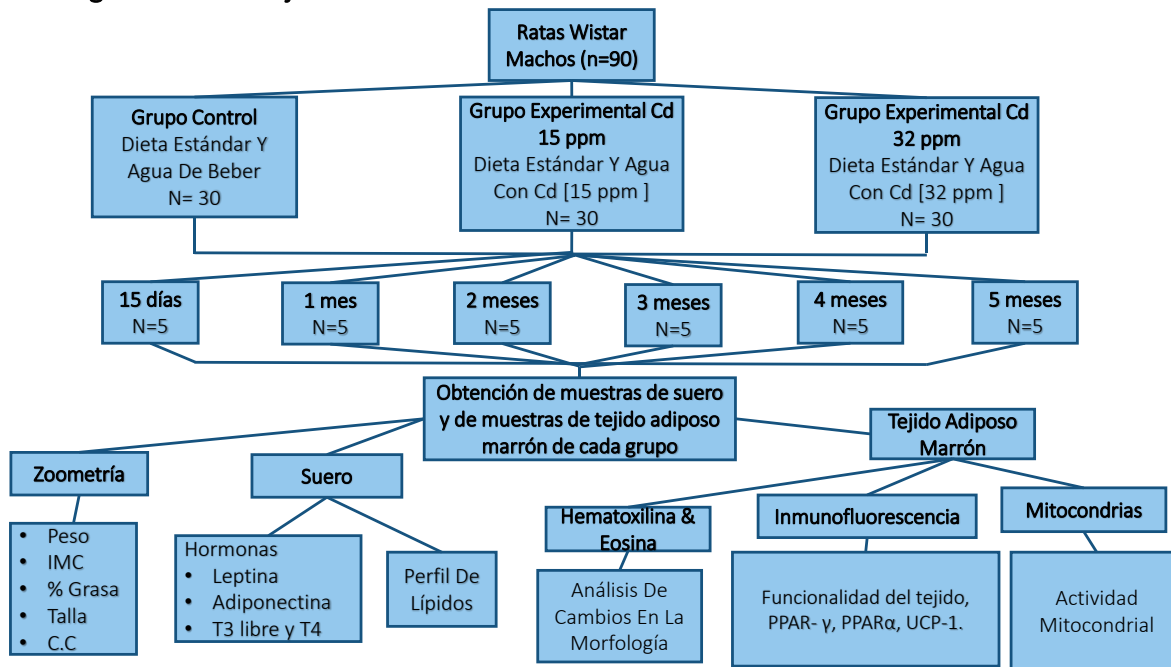 Ratas Wistar
Machos (n=90)
Grupo Control
Dieta Estándar Y
Agua De Beber
N= 30
Grupo Experimental Cd
15 ppm
Dieta Estándar Y Agua
Con Cd [15 ppm ]
N= 30
Grupo Experimental Cd
32 ppm
Dieta Estándar Y Agua
Con Cd [32 ppm ]
N= 30
15 días
N=5
1 mes
N=5
2 meses
N=5
3 meses
N=5
4 meses
N=5
5 meses
N=5
Obtención de muestras de suero
y de muestras de tejido adiposo
marrón de cada grupo
Tejido Adiposo
Marrón
Zoometría
• Peso
• IMC
• % Grasa
• Talla
• C.C
Suero
Hormonas
• Leptina
• Adiponectina
• T3 libre y T4
Perfil De
Lípidos
Hematoxilina &
Eosina
Análisis De
Cambios En La
Morfología
Inmunofluorescencia
Funcionalidad del tejido,
PPAR- γ, PPARα, UCP-1.
Mitocondrias
Actividad
Mitocondrial